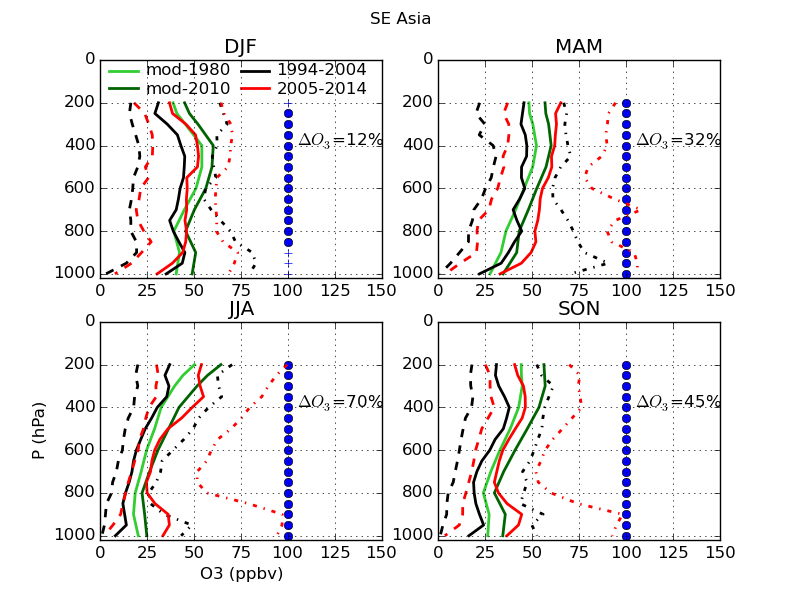 SE Asia
DJF
MAM
0
200
400
600
800
1000
mod-1980
1994-2004
mod-2010
2005-2014
ΔO3=12%
0
200
400
600
800
1000
ΔO3=32%
0 25 50 75 100 125 150
0 25 50 75 100 125 150
JJA
SON
P (hPa)
0
200
400
600
800
1000
ΔO3=70%
0
200
400
600
800
1000
ΔO3=45%
0 25 50 75 100 125 150
0 25 50 75 100 125 150
O3 (ppbv)